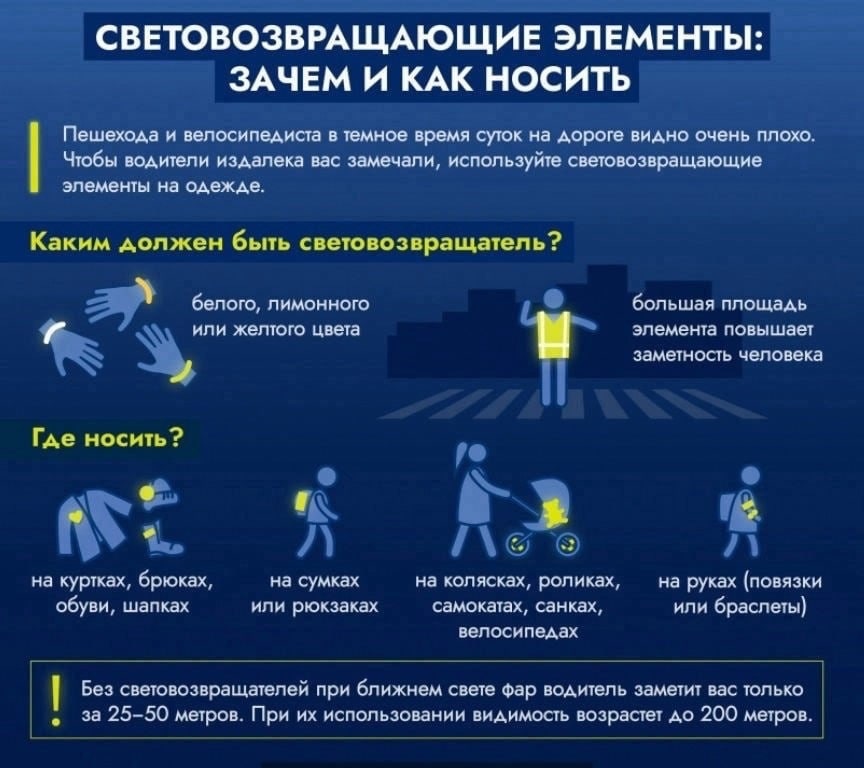 СВЕТОВОЗВРАЩАЮЩИЕ ЭЛЕМЕНТЫ:
ЗАЧЕМ И КАК НОСИТЬ
Пешехода и велосипедиста в темное время суток на дороге видно очень плохо.
Чтобы водители издалека вас замечали, используйте световозвращающие
элементы на одежде.
Каким должен быть световозвращатель?
белого, лимонного
или желтого цвета
большая площадь
элемента повышает
заметность человека
Где носить?
на куртках, брюках,
обуви, шапках
на сумках
или рюкзаках
на колясках, роликах,
самокатах, санках,
велосипедах
на руках (повязки
или браслеты)
! Без световозвращателей при ближнем свете фар водитель заметит вас только
за 25–50 метров. При их использовании видимость возрастет до 200 метров.